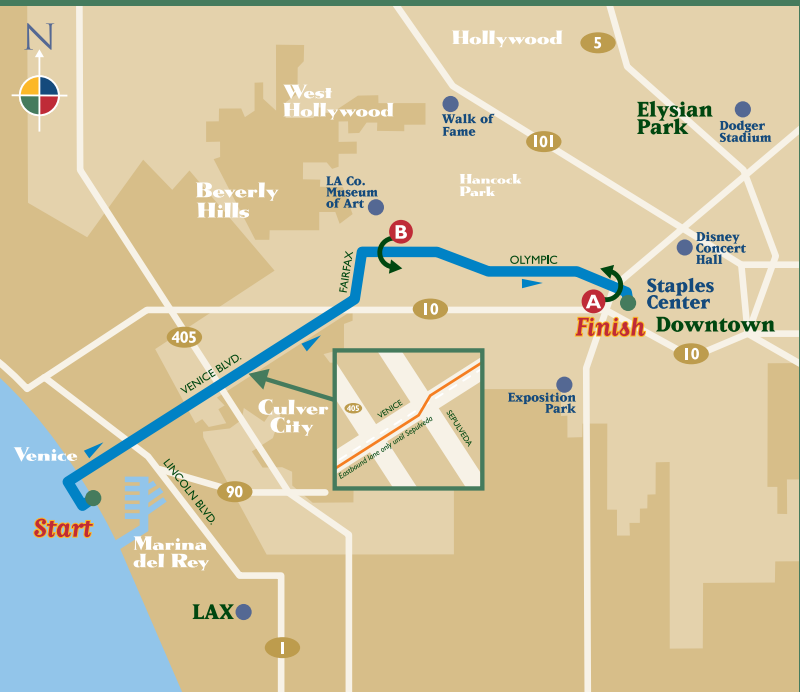 N
Hollywood
5
West
Hollywood
Walk of
Fame
Elysian
Park
Dodger
Stadium
101
Beverly
Hills
LA Co.
Museum
of Art
Hancock
Park
B
Disney
Concert
Hall
FAIRFAX
OLYMPIC
A
Staples
Center
10
Finish
Downtown
405
10
VENICE BLVD.
Culver
City
405
VENICE
SEPULVEDA
Eastbound lane only until Sepulveda
Exposition
Park
Venice
LINCOLN BLVD.
90
Start
Marina
del Rey
LAX
1